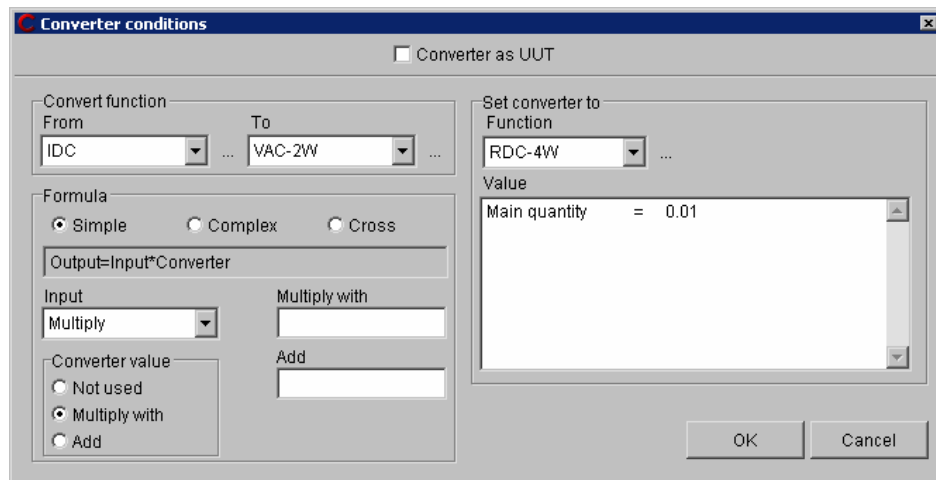 Converter conditions
Converter as UUT
Convert function
From To
IDC ... VAC-2W ...
Formula
Simple Complex Cross
Output=Input*Converter
Input Multiply with
Multiply
Converter value Add
Not used
Multiply with
Add
Set converter to
Function
RDC-4W ...
Value
Main quantity = 0.01
OK Cancel